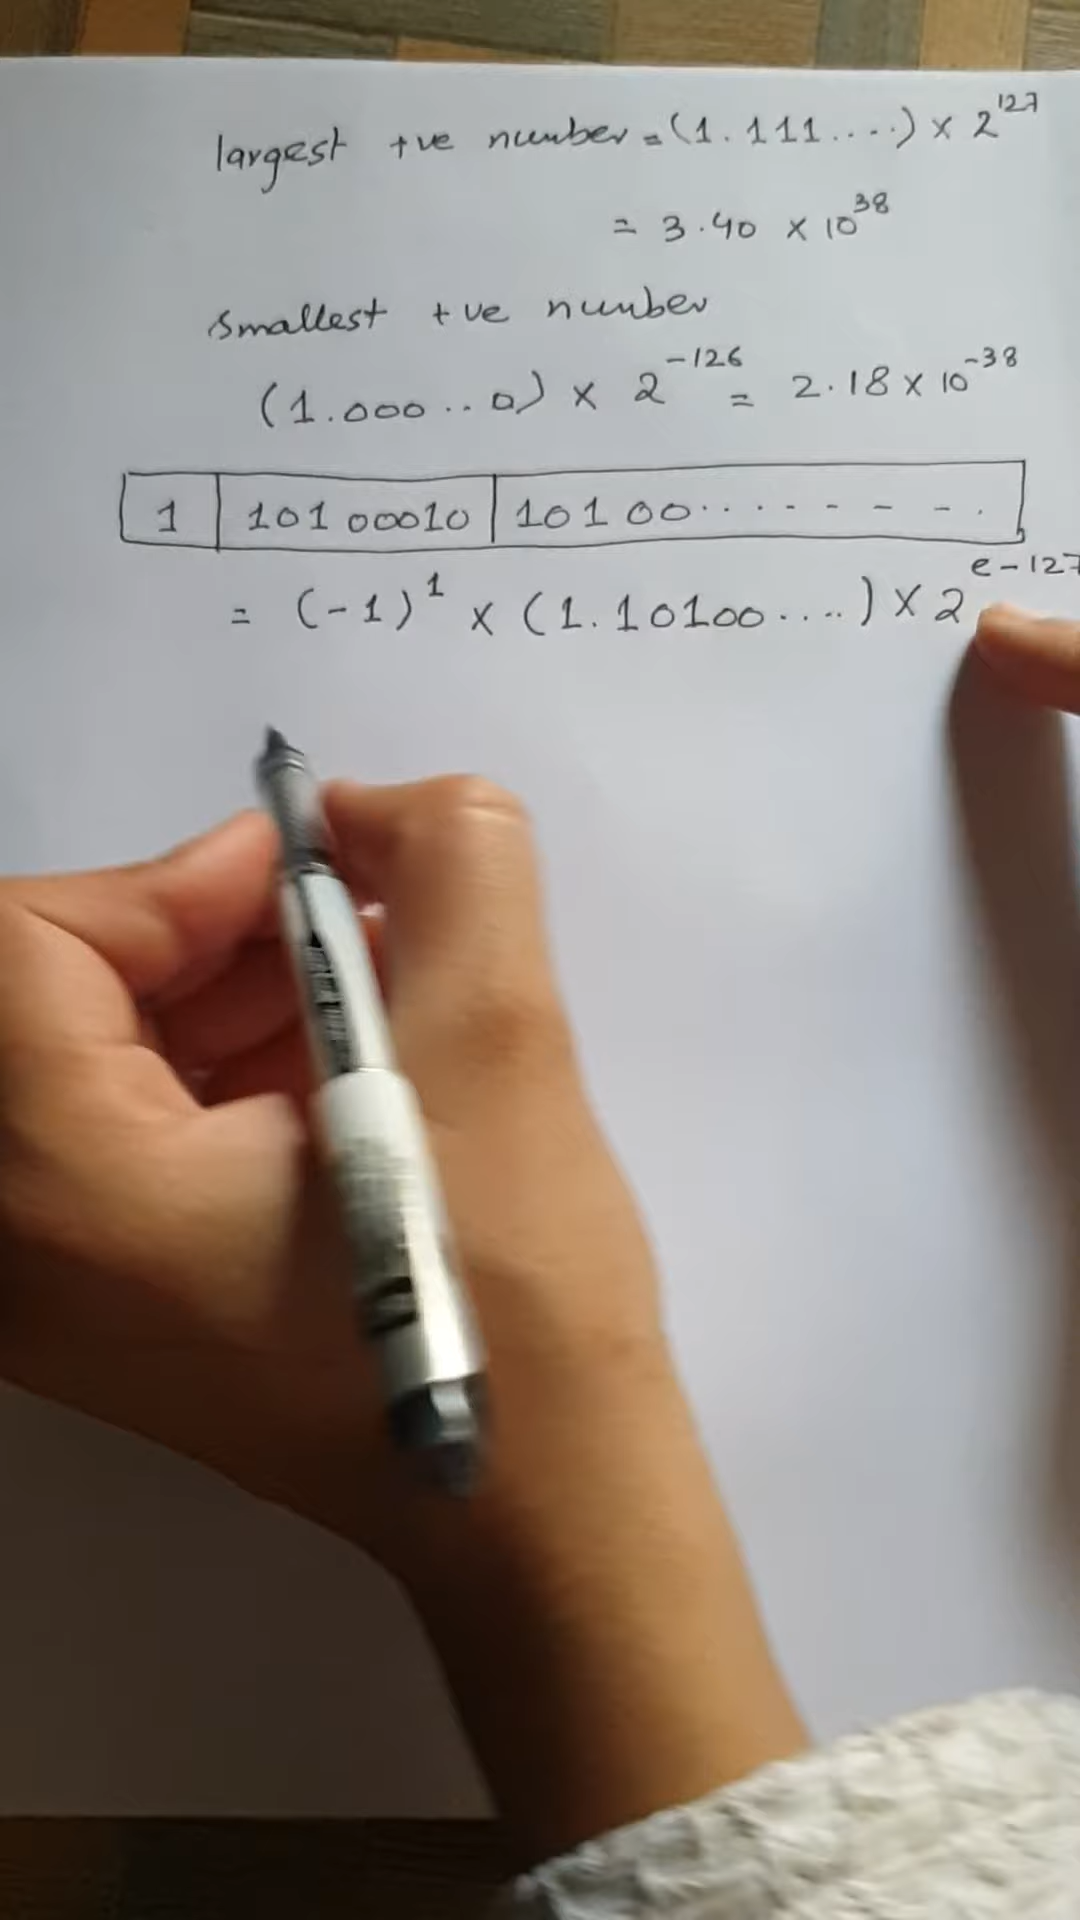 largest +ve number = (1.111....) × 2^127
= 3.40 × 10^38
smallest +ve number
(1.000..0) × 2^-126 = 2.18 × 10^-38
1 | 10100010 | 10100.......
= (-1)^1 × (1.10100....) × 2^e-127